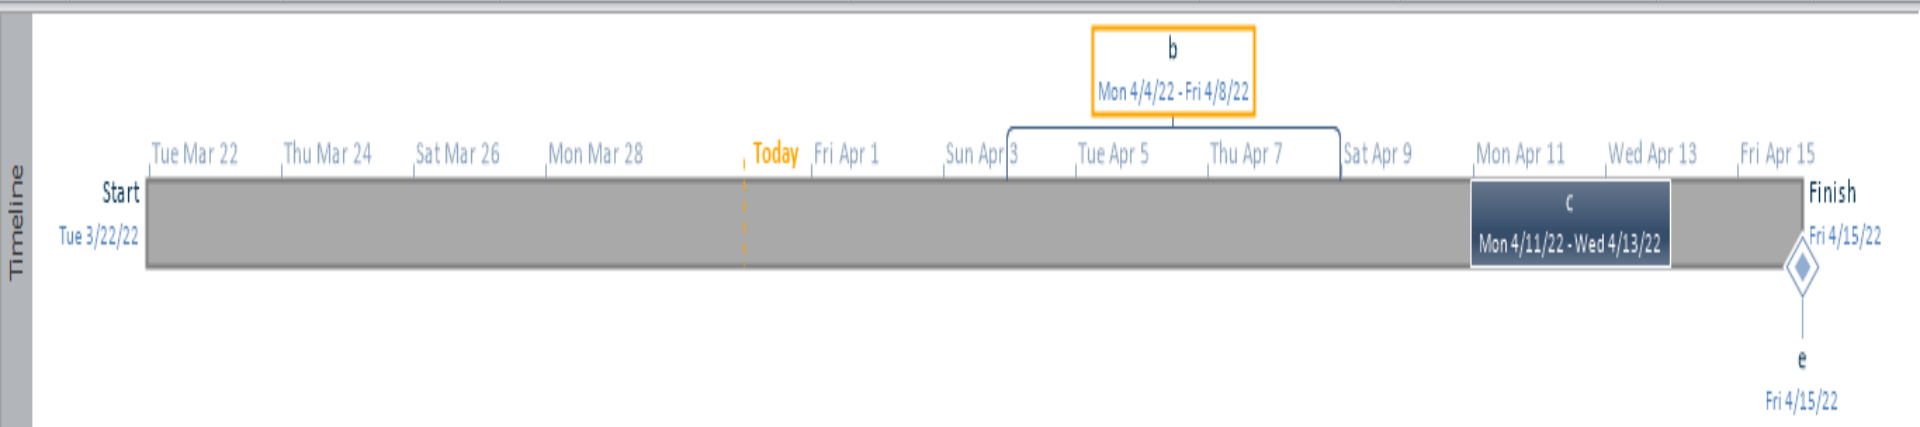 Timeline
b
Mon 4/4/22 - Fri 4/8/22
Tue Mar 22 Thu Mar 24 Sat Mar 26 Mon Mar 28 Today Fri Apr 1 Sun Apr 3 Tue Apr 5 Thu Apr 7 Sat Apr 9 Mon Apr 11 Wed Apr 13 Fri Apr 15
Start
Tue 3/22/22
c
Mon 4/11/22 - Wed 4/13/22
Finish
Fri 4/15/22
e
Fri 4/15/22